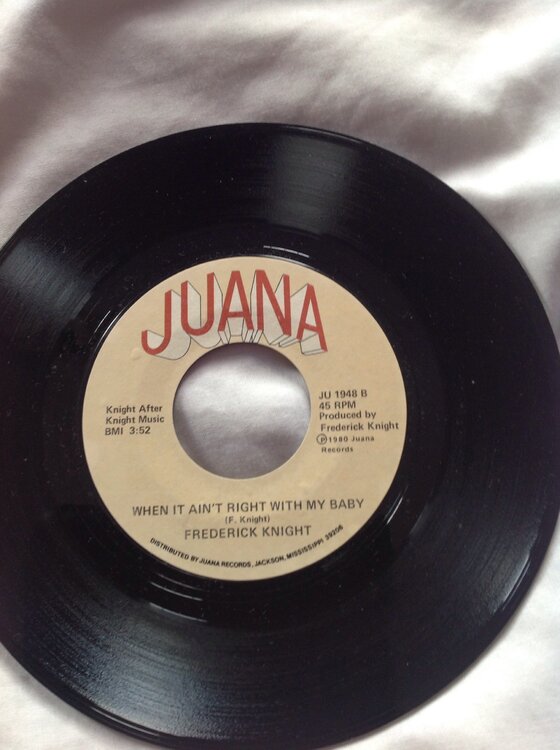 JUANA
Knight After
Knight Music
BMI 3:52
JU 1948 B
45 RPM
Produced by
Frederick Knight
Ⓟ1980 Juana
Records
WHEN IT AIN'T RIGHT WITH MY BABY
(F. Knight)
FREDERICK KNIGHT
DISTRIBUTED BY JUANA RECORDS, JACKSON, MISSISSIPPI 39206